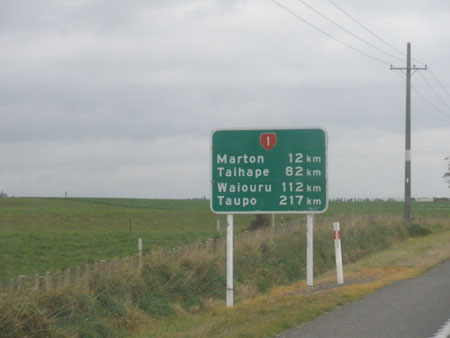 1
Marton 12 km
Taihape 82 km
Waiouru 112 km
Taupo 217 km